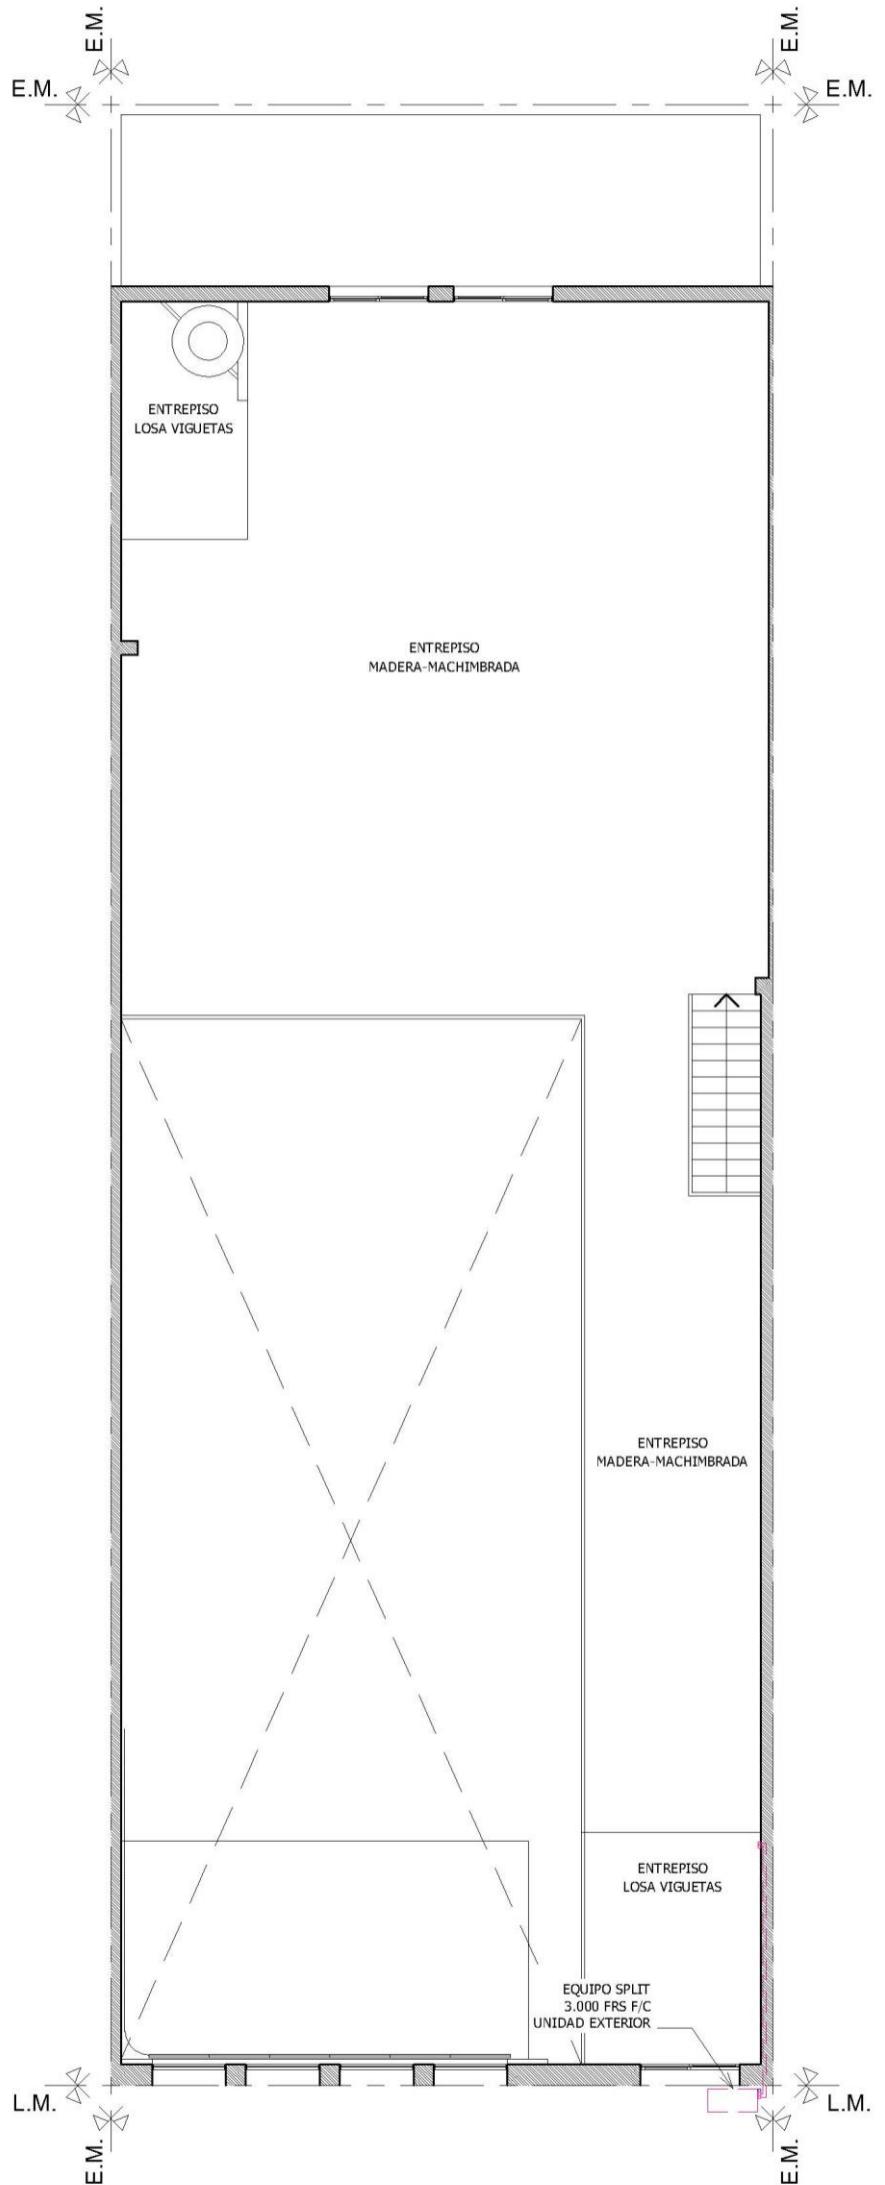 E.M.
E.M.
E.M.
E.M.
ENTREPISO
LOSA VIGUETAS
ENTREPISO
MADERA-MACHIMBRADA
ENTREPISO
MADERA-MACHIMBRADA
ENTREPISO
LOSA VIGUETAS
EQUIPO SPLIT
3.000 FRS F/C
UNIDAD EXTERIOR
L.M.
L.M.
E.M.
E.M.